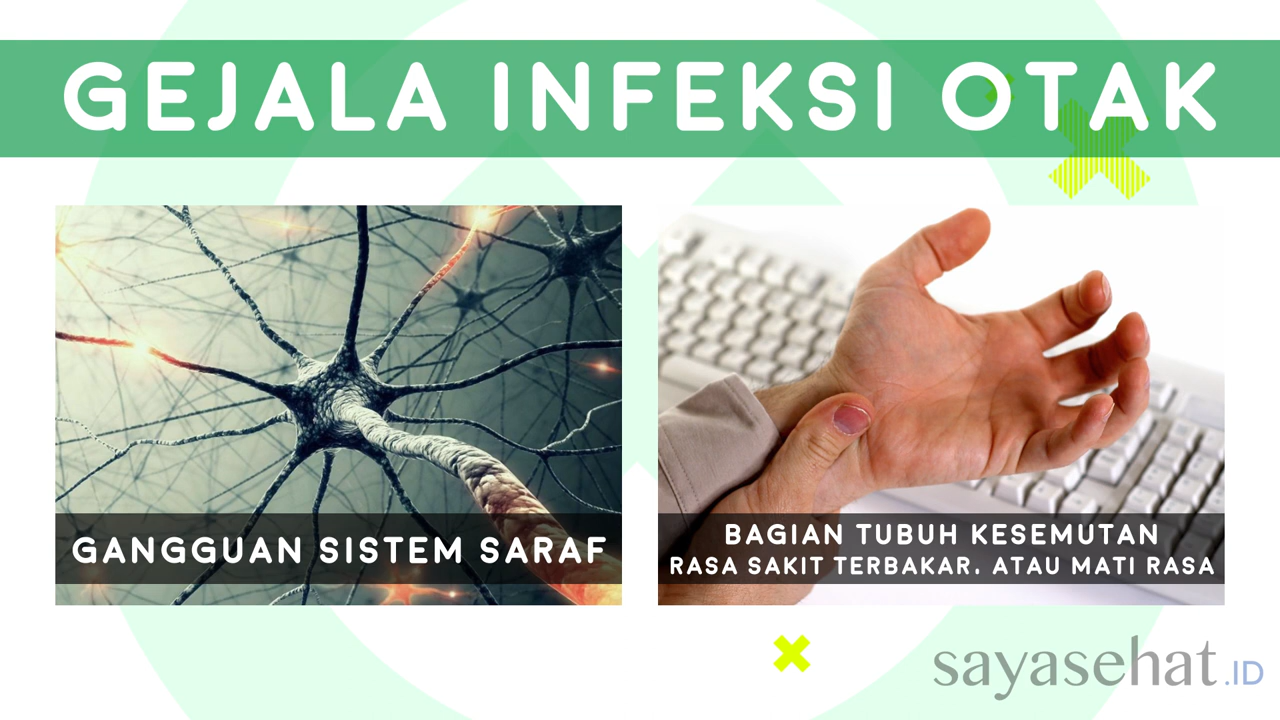 GEJALA INFEKSI OTAK
GANGGUAN SISTEM SARAF
BAGIAN TUBUH KESEMUTAN
RASA SAKIT TERBAKAR. ATAU MATI RASA
sayasehat.ID